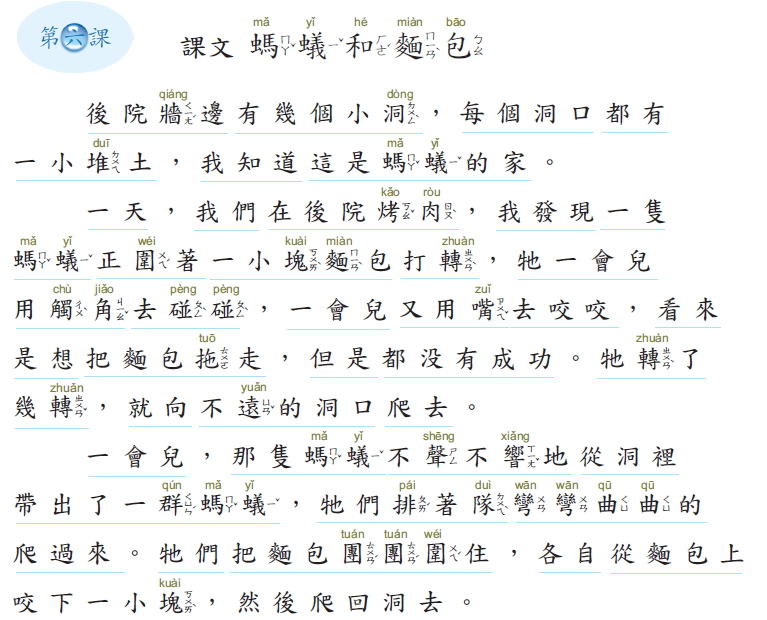 第六課
課文 螞蟻和麵包
後院牆邊有幾個小洞，每個洞口都有
一小堆土，我知道這是螞蟻的家。
一天，我們在後院烤肉，我發現一隻
螞蟻正圍著一小塊麵包打轉，牠一會兒
用觸角去碰碰，一會兒又用嘴去咬咬，看來
是想把麵包拖走，但是都没有成功。牠轉了
幾轉，就向不遠的洞口爬去。
一會兒，那隻螞蟻不聲不響地從洞裡
帶出了一群螞蟻，牠們排著隊彎彎曲曲的
爬過來。牠們把麵包團團圍住，各自從麵包上
咬下一小塊，然後爬回洞去。